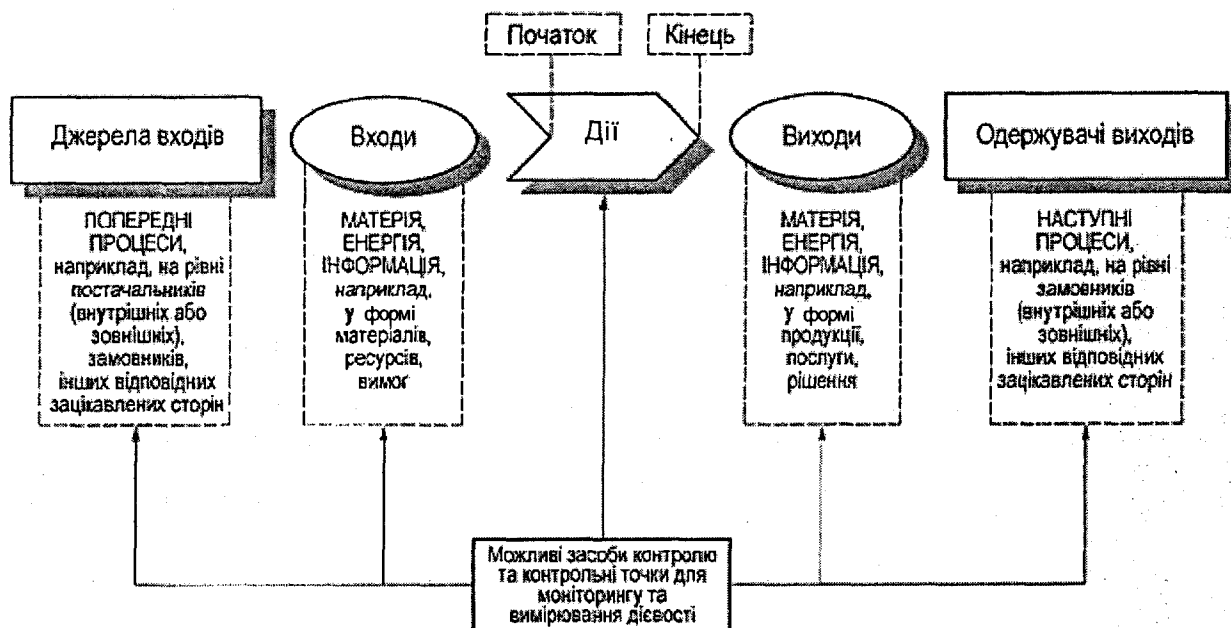 Початок
Кінець
Джерела входів
Входи
Дії
Виходи
Одержувачі виходів
ПОПЕРЕДНІ
ПРОЦЕСИ,
наприклад, на рівні
постачальників
(внутрішніх або
зовнішніх),
замовників,
інших відповідних
зацікавлених сторін
МАТЕРІЯ,
ЕНЕРГІЯ,
ІНФОРМАЦІЯ,
наприклад,
у формі
матеріалів,
ресурсів,
вимог
МАТЕРІЯ,
ЕНЕРГІЯ,
ІНФОРМАЦІЯ,
наприклад,
у формі
продукції,
послуги,
рішення
НАСТУПНІ
ПРОЦЕСИ,
наприклад, на рівні
замовників
(внутрішніх або
зовнішніх),
інших відповідних
зацікавлених сторін
Можливі засоби контролю
та контрольні точки для
моніторингу та
вимірювання дієвості